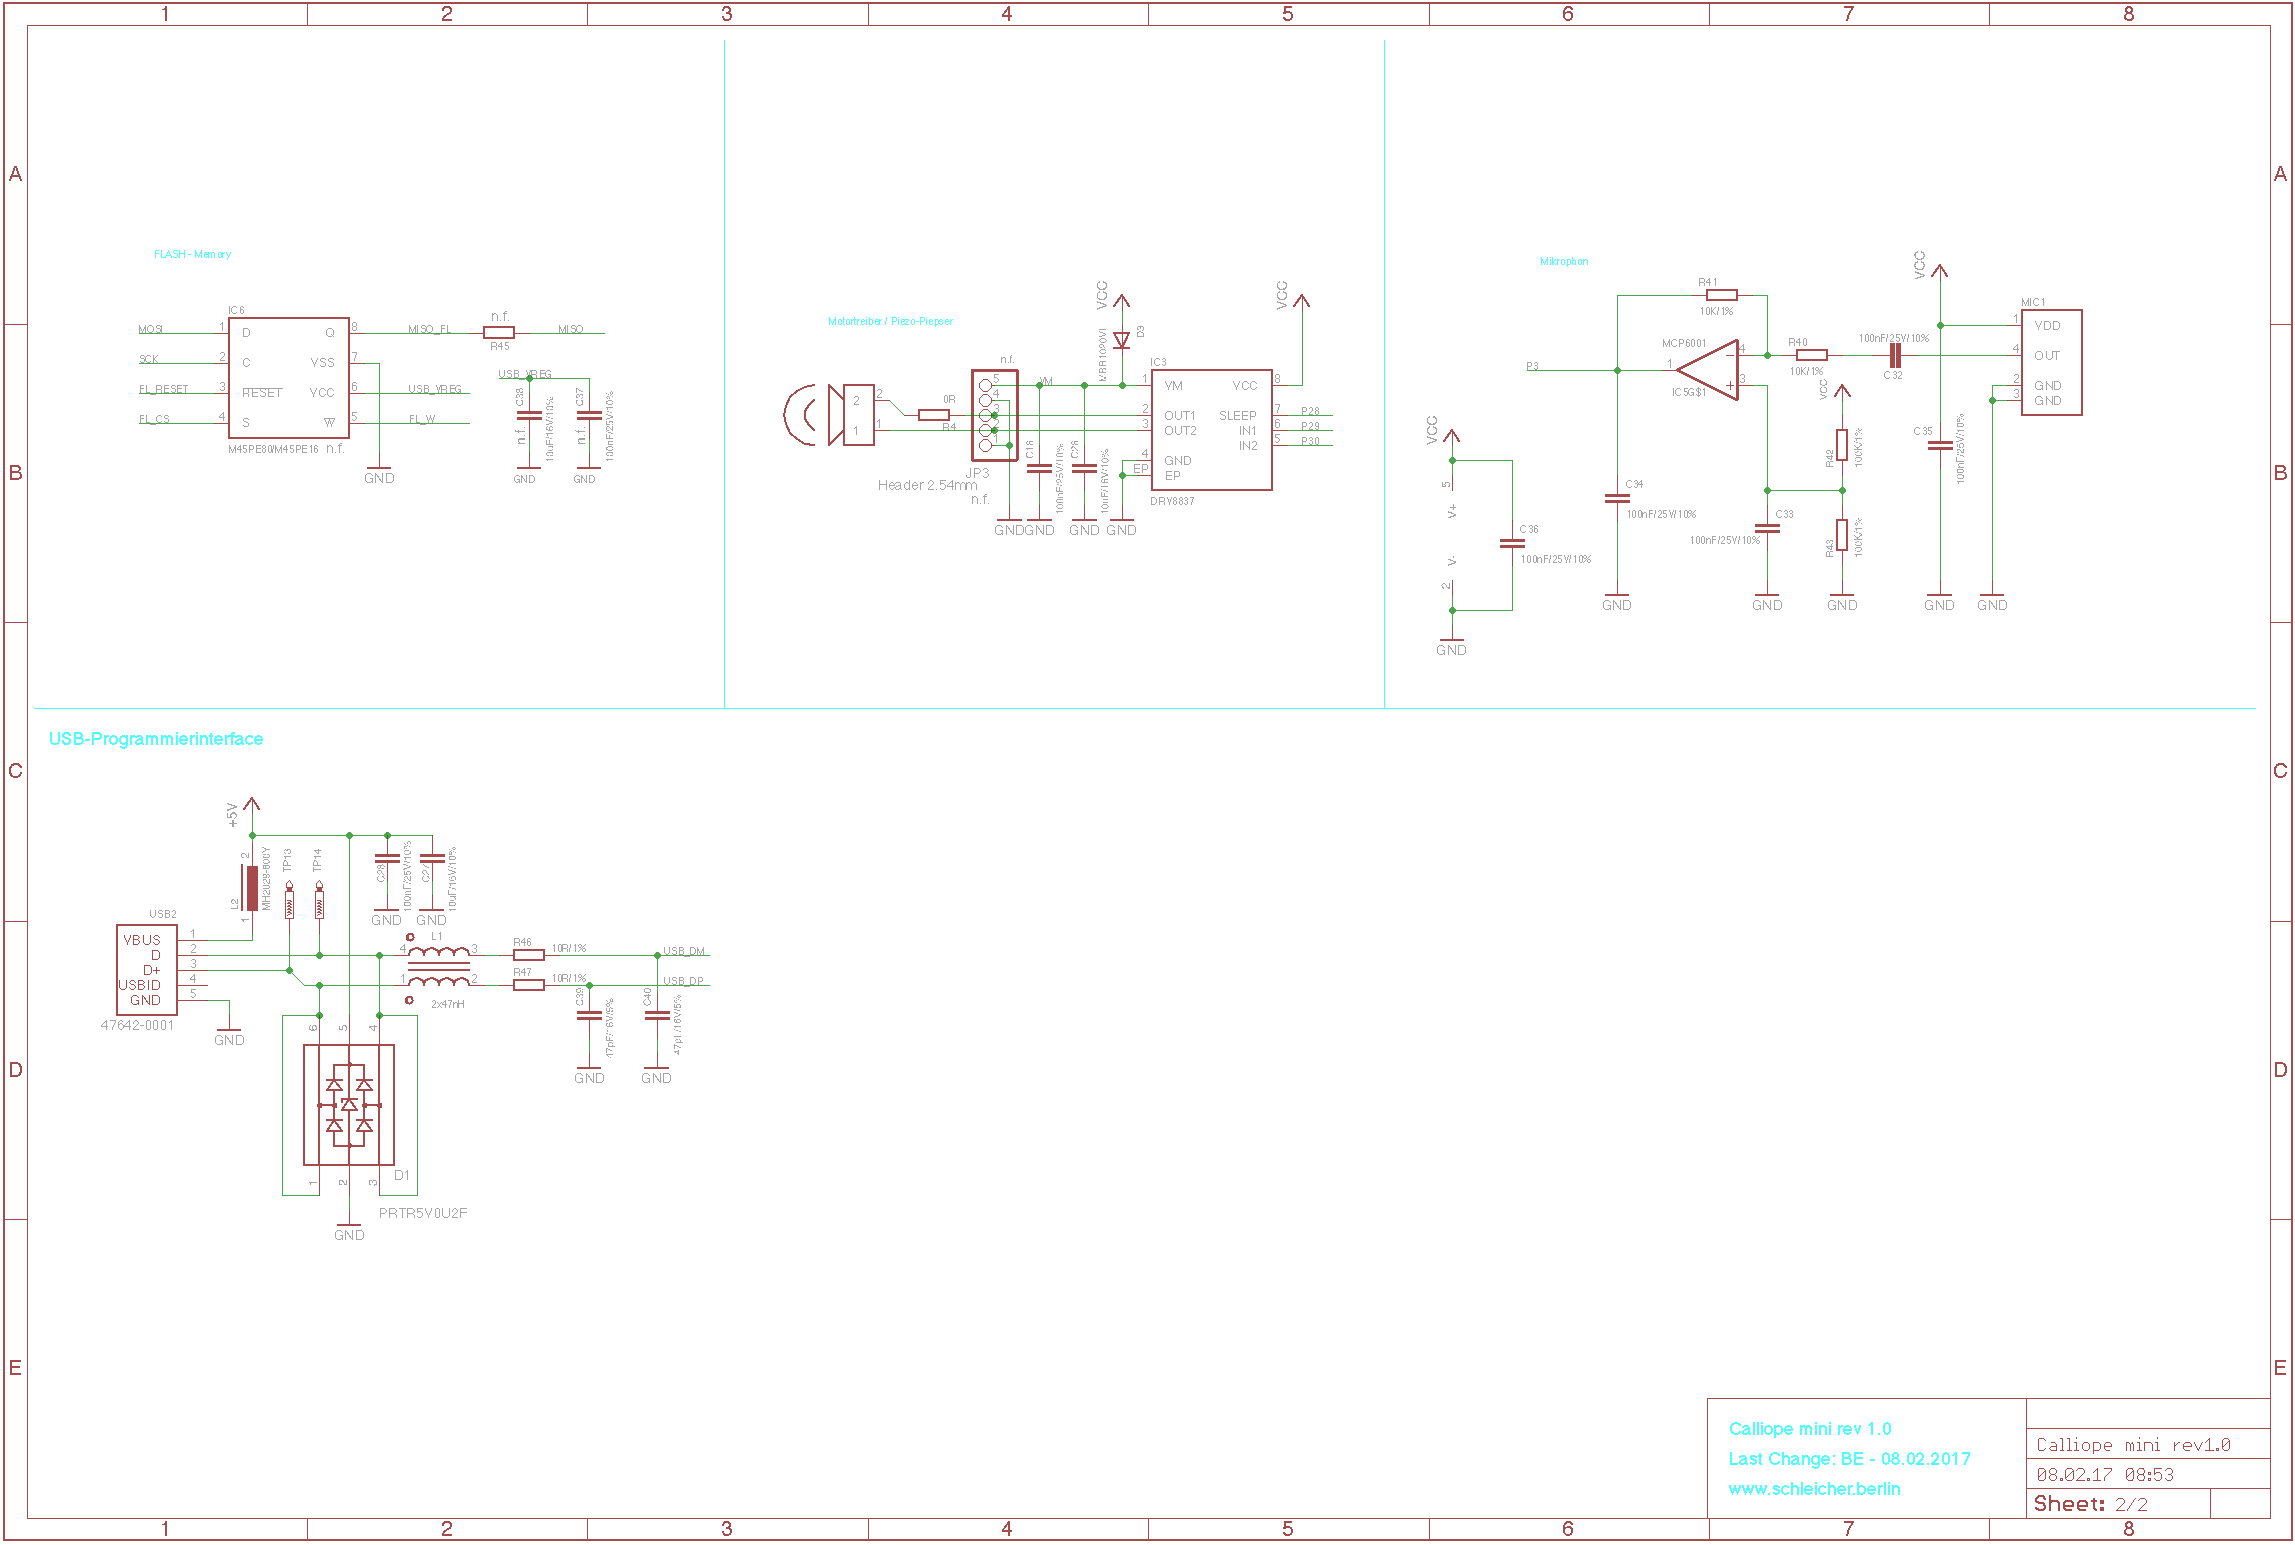 1 2 3 4 5 6 7 8
A A
B B
C C
D D
E E
FLASH - Memory
IC6
MOSI 1 D Q 8 MISO_FL n.f. R45 MISO
SCK 2 C VSS 7
FL_RESET 3 RESET VCC 6 USB_VREG
FL_CS 4 S W 5 FL_W
M45PE80/M45PE16 n.f.
GND
USB_VREG
C38 n.f. 10uF/16V/10%
C37 n.f. 100nF/25V/10%
GND GND
Motortreiber / Piezo-Piepser
2
1
2
1
0R
R4
n.f.
5
4
3
2
1
JP3
Header 2.54mm
n.f.
VM
VCC
D3
C18 100nF/25V/10%
10uF/16V/10%
IC3
1 VM VCC 8
2 OUT1 SLEEP 7 P28
3 OUT2 IN1 6 P29
IN2 5 P30
4 GND
EP EP
DRV8837
VCC
GND GND GND GND
Mikrophon
P3
R41
10K/1%
MCP6001
1
4
3
IC5G$1
R40
10K/1%
100nF/25V/10%
C32
VCC
MIC1
1 VDD
4 OUT
2 GND
3 GND
VCC
R42 100K/1%
R43 100K/1%
C35 100nF/25V/10%
C34
100nF/25V/10%
C33
100nF/25V/10%
VCC
5
V+
V-
2
C36
100nF/25V/10%
GND
GND GND GND GND GND
USB-Programmierinterface
+5V
2
L2
1
TP13
TP14
100nF/25V/10%
10uF/16V/10%
GND GND
USB2
VBUS 1
D 2
D+ 3
USBID 4
GND 5
47642-0001
GND
L1
4 3
1 2
2x47nH
R46 10R/1% USB_DM
R47 10R/1% USB_DP
C39 47pF/16V/5%
C40 47pF/16V/5%
GND GND
6 5 4
1 2 3
D1
PRTR5V0U2F
GND
Calliope mini rev 1.0
Last Change: BE - 08.02.2017
www.schleicher.berlin
Calliope mini rev1.0
08.02.17 08:53
Sheet: 2/2
1 2 3 4 5 6 7 8